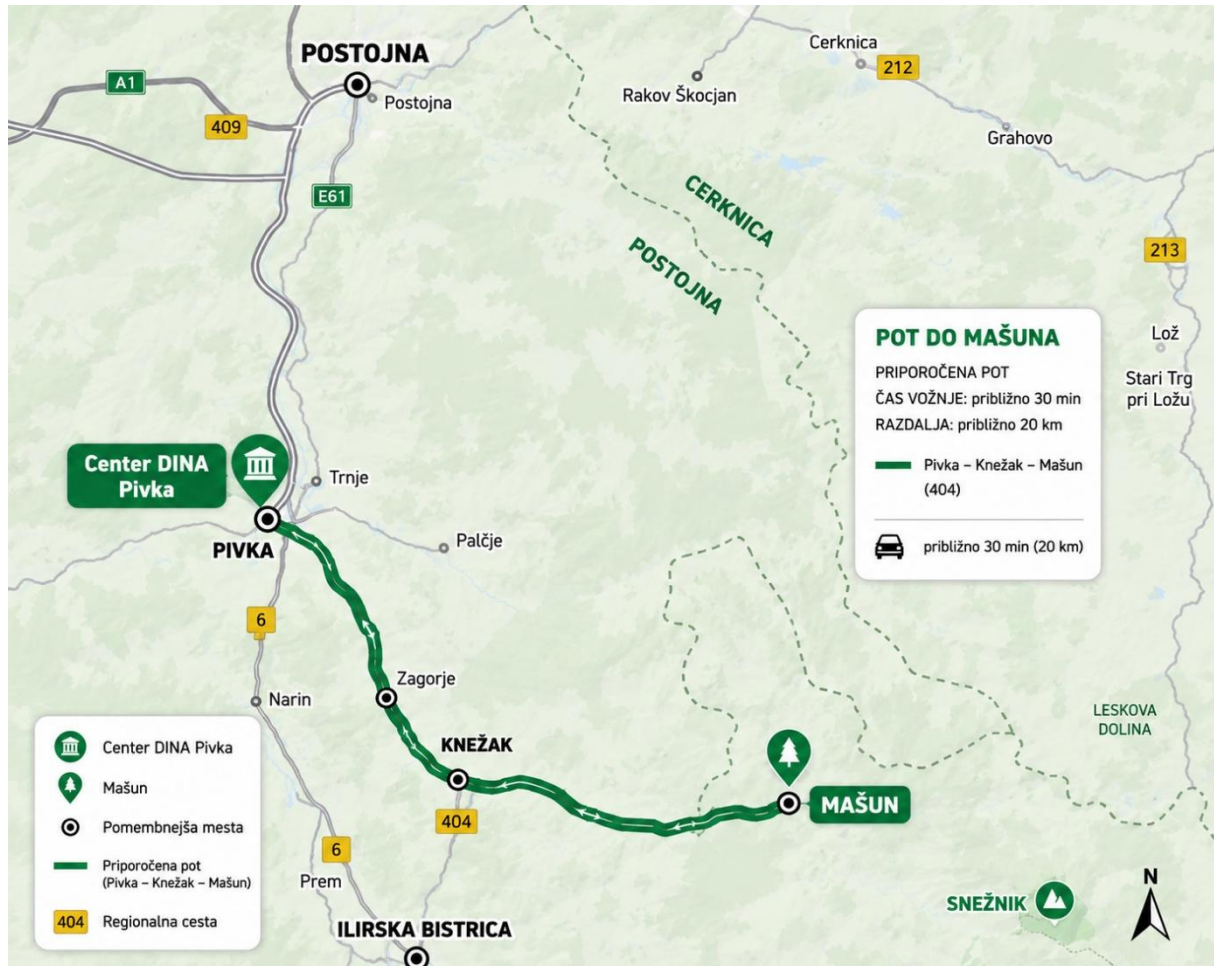 POSTOJNA
Postojna
A1
409
E61
Cerknica
212
Rakov Škocjan
Grahovo
CERKNICA
POSTOJNA
213
Lož
Stari Trg
pri Ložu
POT DO MAŠUNA
PRIPOROČENA POT
ČAS VOŽNJE: približno 30 min
RAZDALJA: približno 20 km
Pivka – Knežak – Mašun
(404)
približno 30 min (20 km)
Center DINA
Pivka
Trnje
PIVKA
Palčje
6
Zagorje
Narin
KNEŽAK
404
MAŠUN
LESKOVA
DOLINA
6
Prem
ILIRSKA BISTRICA
SNEŽNIK
N
Center DINA Pivka
Mašun
Pomembnejša mesta
Priporočena pot
(Pivka – Knežak – Mašun)
404
Regionalna cesta